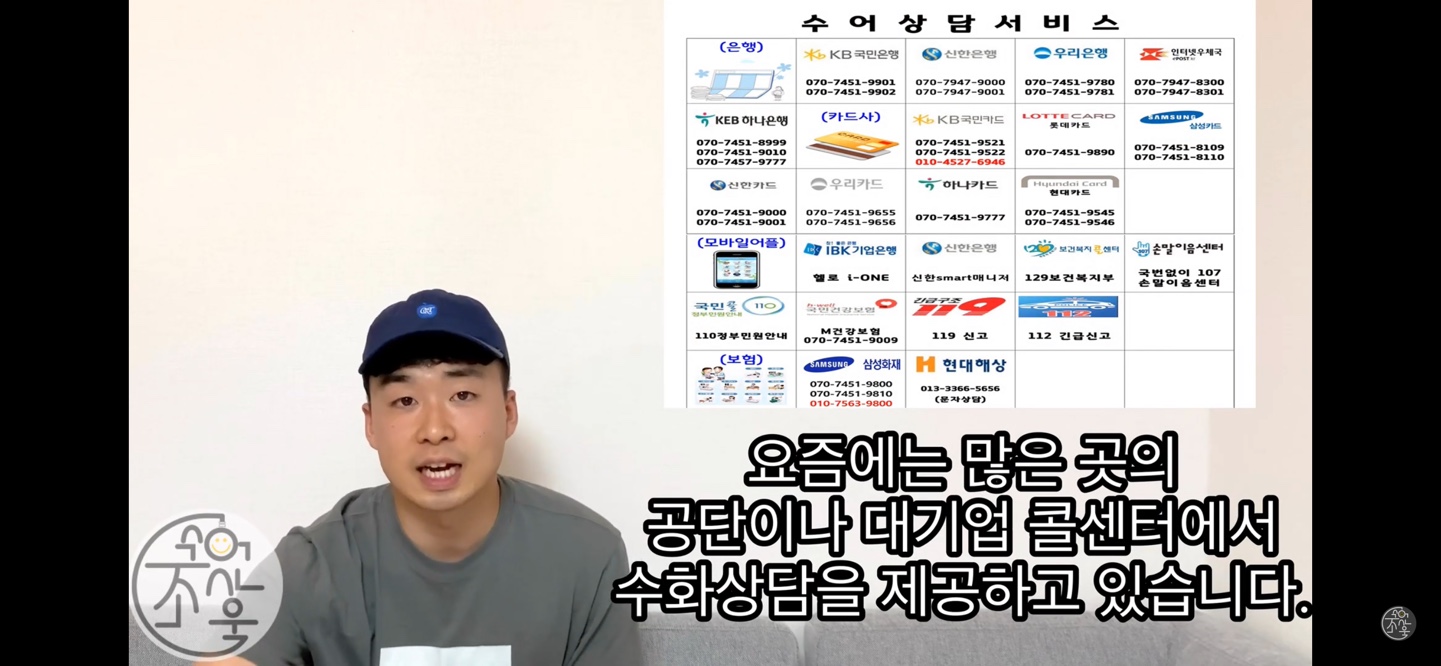 수어상담서비스
(은행)
KB국민은행
신한은행
우리은행
인터넷우체국
ePOST
070-7451-9901
070-7947-9000
070-7451-9780
070-7947-8300
070-7451-9902
070-7947-9001
070-7451-9781
070-7947-8301
KEB 하나은행
(카드사)
KB국민카드
LOTTE CARD
롯데카드
SAMSUNG
삼성카드
CARD
070-7451-8999
070-7451-9010
070-7457-9777
070-7451-9521
070-7451-9522
010-4527-6946
070-7451-9890
070-7451-8109
070-7451-8110
신한카드
우리카드
하나카드
Hyundai Card
현대카드
070-7451-9000
070-7451-9001
070-7451-9655
070-7451-9656
070-7451-9777
070-7451-9545
070-7451-9546
(모바일어플)
IBK기업은행
신한은행
129 보건복지콜센터
손말이음센터
헬로 i-ONE
신한smart매니저
129보건복지부
국번없이 107
손말이음센터
국민콜 110
정부민원안내
h-well
국민건강보험
긴급구조
119
112
110정부민원안내
M건강보험
070-7451-9009
119 신고
112 긴급신고
(보험)
SAMSUNG 삼성화재
현대해상
070-7451-9800
070-7451-9810
010-7563-9800
013-3366-5656
(문자상담)
요즘에는 많은 곳의
공단이나 대기업 콜센터에서
수화상담을 제공하고 있습니다.